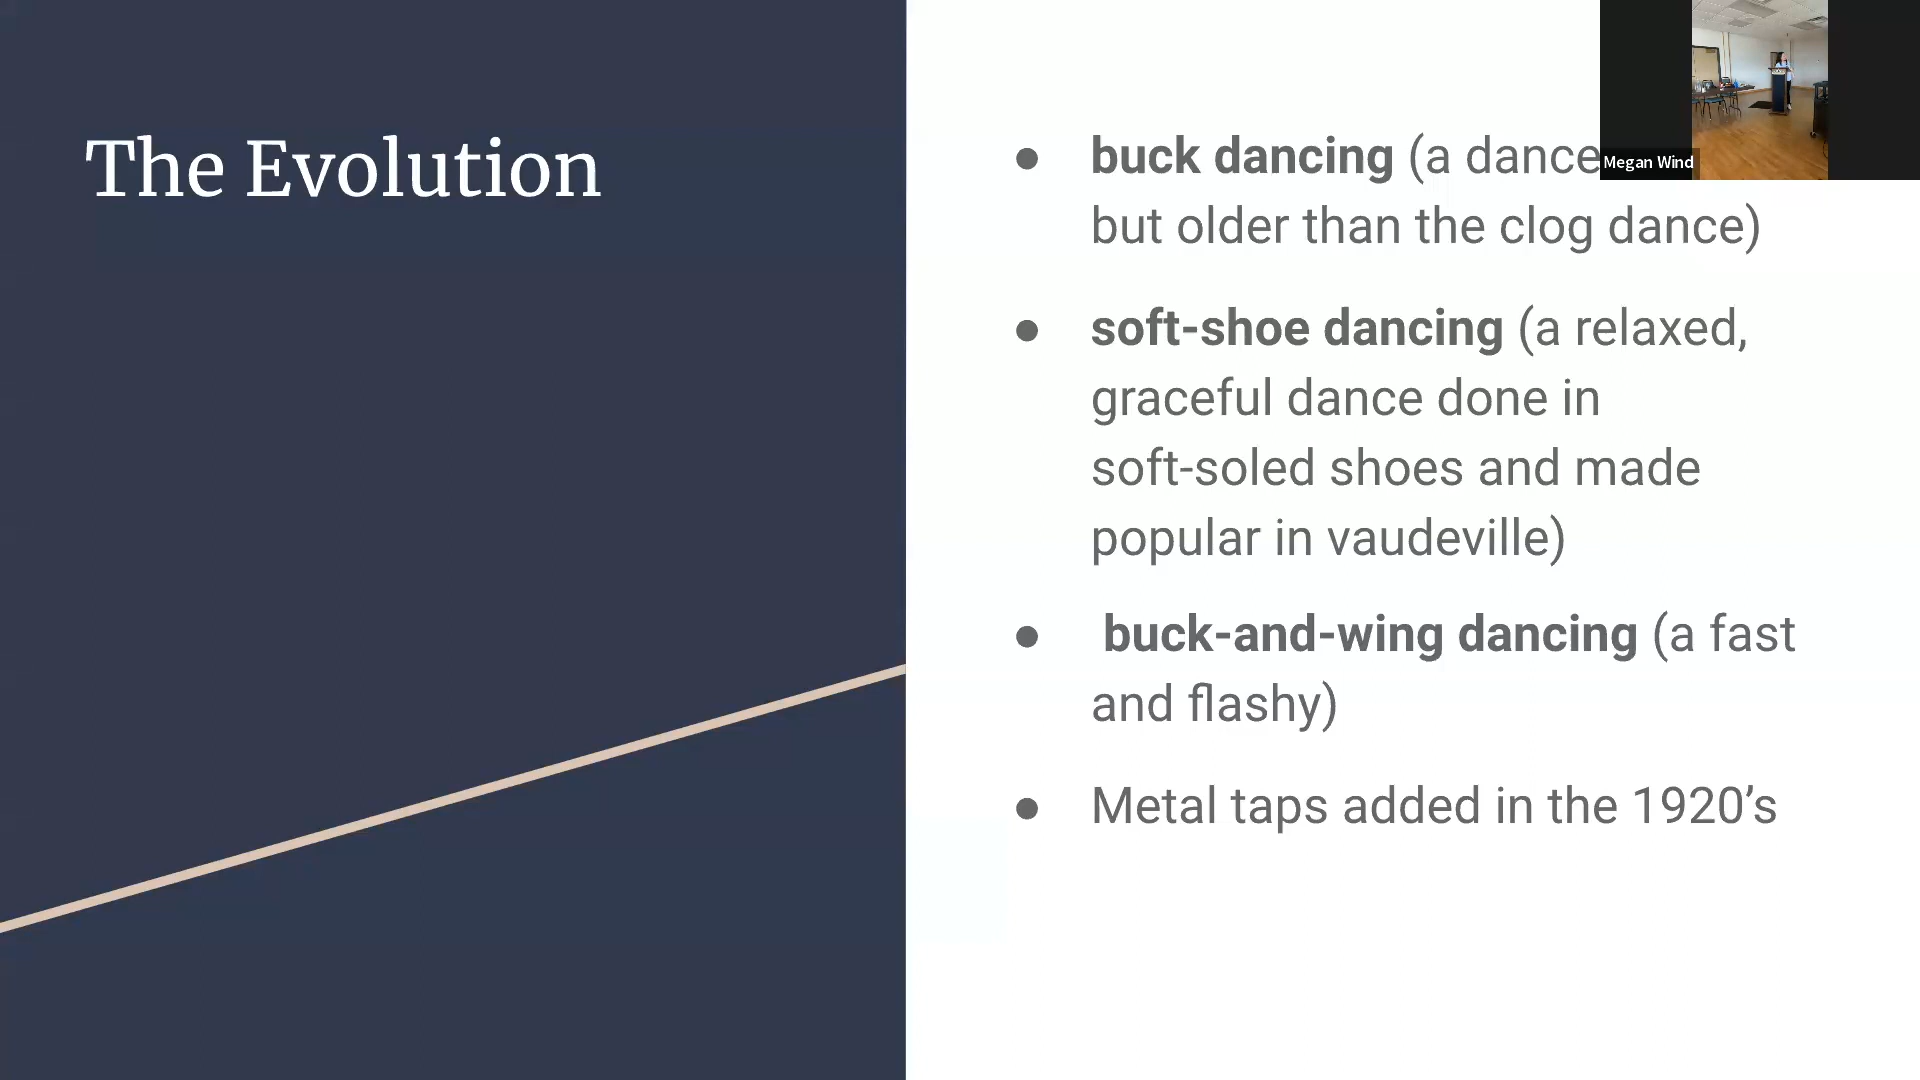 The Evolution
● buck dancing (a dance
but older than the clog dance)
● soft-shoe dancing (a relaxed,
graceful dance done in
soft-soled shoes and made
popular in vaudeville)
● buck-and-wing dancing (a fast
and flashy)
● Metal taps added in the 1920’s
Megan Wind